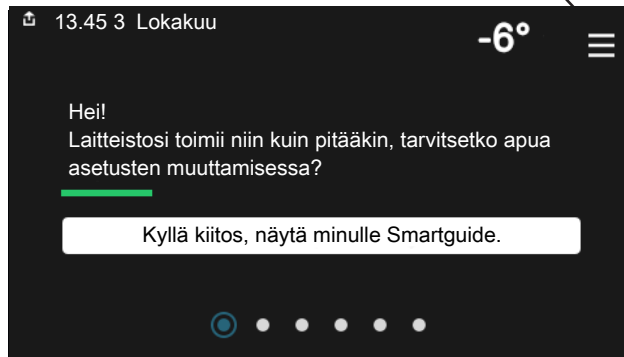 13.45 3 Lokakuu
-6°
Hei!
Laitteistosi toimii niin kuin pitääkin, tarvitsetko apua
asetusten muuttamisessa?
Kyllä kiitos, näytä minulle Smartguide.